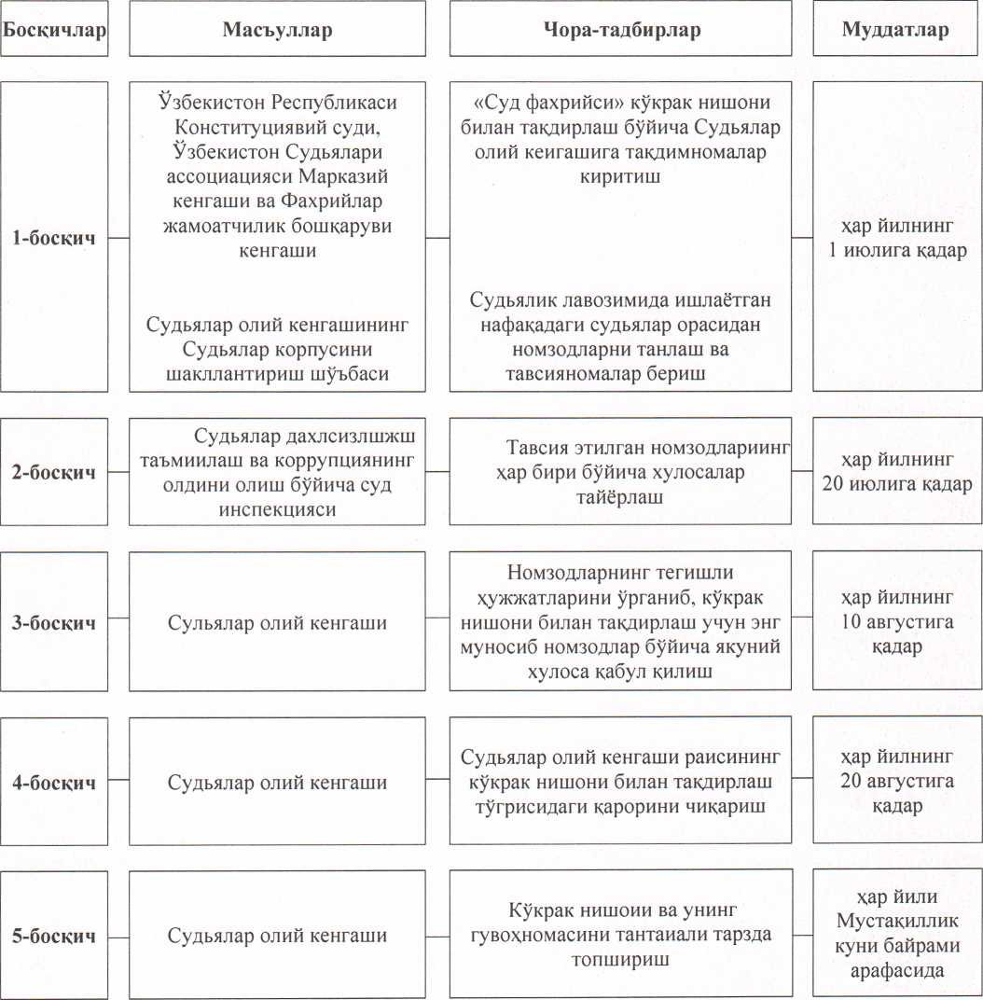 Босқичлар
Масъуллар
Чора-тадбирлар
Муддатлар
1-босқич
Ўзбекистон Республикаси
Конституциявий суди,
Ўзбекистон Судьялари
ассоциацияси Марказий
кенгаши ва Фахрийлар
жамоатчилик бошқаруви
кенгаши
Судьялар олий кенгашининг
Судьялар корпусини
шакллантириш шўъбаси
«Суд фахрийси» кўкрак нишони
билан тақдирлаш бўйича Судьялар
олий кеигашига тақдимномалар
киритиш
Судьялик лавозимида ишлаётган
нафақадаги судьялар орасидан
номзодларни танлаш ва
тавсияномалар бериш
ҳар йилнинг
1 июлига қадар
2-босқич
Судьялар дахлсизлшжш
таъмиилаш ва коррупциянинг
олдини олиш бўйича суд
инспекцияси
Тавсия этилган номзодлариинг
ҳар бири бўйича хулосалар
тайёрлаш
ҳар йилнинг
20 июлига қадар
3-босқич
Сульялар олий кенгаши
Номзодларнинг тегишли
ҳужжатларини ўрганиб, кўкрак
нишони билан тақдирлаш учун энг
муносиб номзодлар бўйича якуний
хулоса қабул қилиш
ҳар йилнинг
10 августига
қадар
4-босқич
Судьялар олий кенгаши
Судьялар олий кенгаши раисининг
кўкрак нишони билан тақдирлаш
тўгрисидаги қарорини чиқариш
ҳар йилнинг
20 августига
қадар
5-босқич
Судьялар олий кенгаши
Кўкрак нишоии ва унинг
гувоҳномасини тантаиали тарзда
топшириш
ҳар йили
Мустақиллик
куни байрами
арафасида